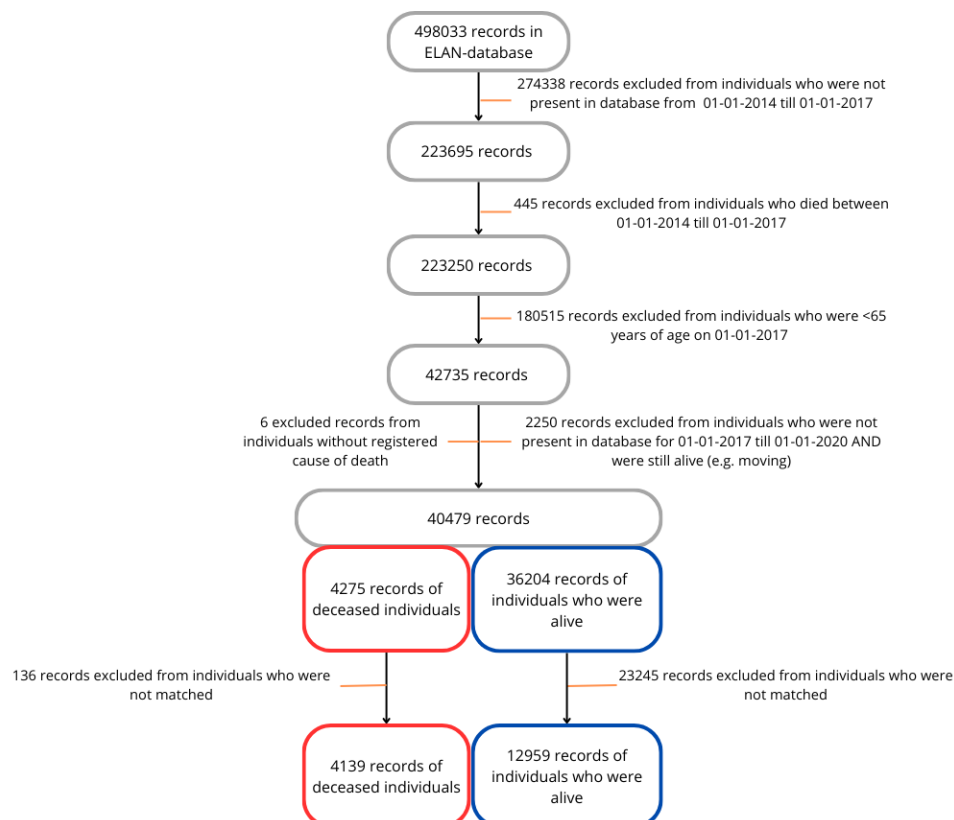 498033 records in
ELAN-database
274338 records excluded from individuals who were not
present in database from 01-01-2014 till 01-01-2017
223695 records
445 records excluded from individuals who died between
01-01-2014 till 01-01-2017
223250 records
180515 records excluded from individuals who were <65
years of age on 01-01-2017
42735 records
6 excluded records from
individuals without registered
cause of death
2250 records excluded from individuals who were not
present in database for 01-01-2017 till 01-01-2020 AND
were still alive (e.g. moving)
40479 records
4275 records of
deceased individuals
36204 records of
individuals who were
alive
136 records excluded from individuals who were
not matched
23245 records excluded from individuals who were
not matched
4139 records of
deceased individuals
12959 records of
individuals who were
alive